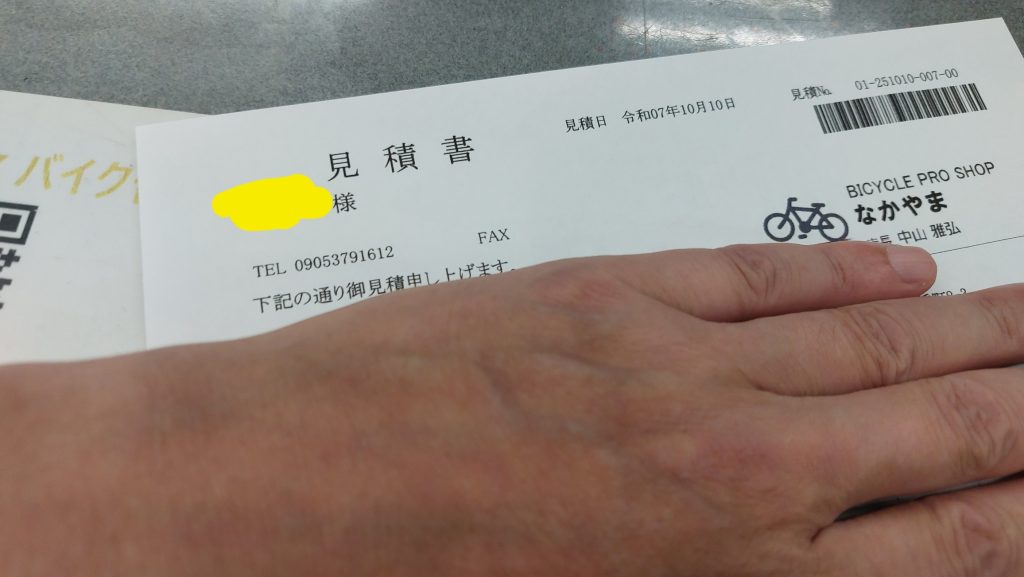 バイク
見積書
見積日 令和07年10月10日
見積№ 01-251010-007-00
様
BICYCLE PRO SHOP
なかやま
店長 中山 雅弘
TEL 09053791612 FAX
下記の通り御見積申し上げます。